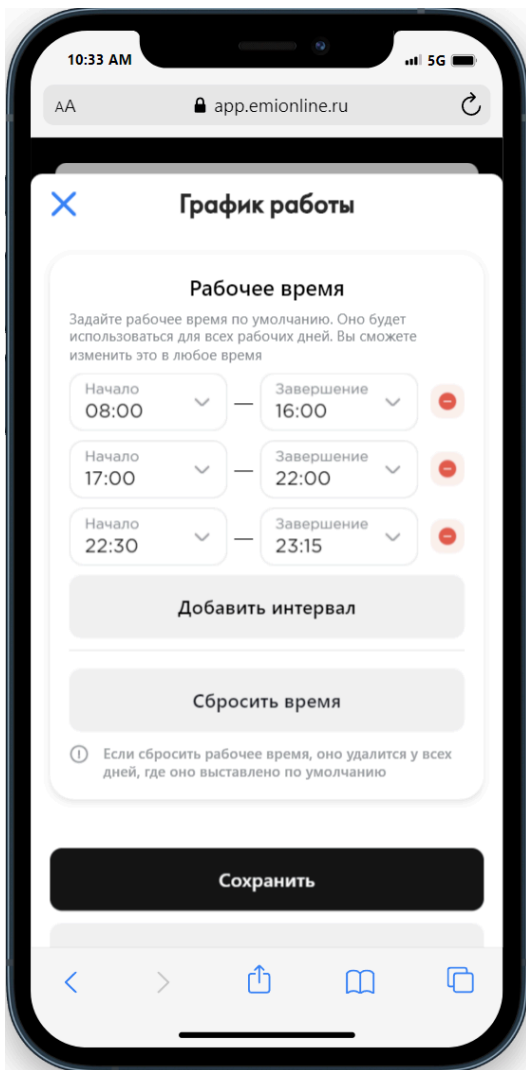 10:33 AM
5G
AA
app.emionline.ru
График работы
Рабочее время
Задайте рабочее время по умолчанию. Оно будет
использоваться для всех рабочих дней. Вы сможете
изменить это в любое время
Начало Завершение
08:00 — 16:00
Начало Завершение
17:00 — 22:00
Начало Завершение
22:30 — 23:15
Добавить интервал
Сбросить время
Если сбросить рабочее время, оно удалится у всех
дней, где оно выставлено по умолчанию
Сохранить